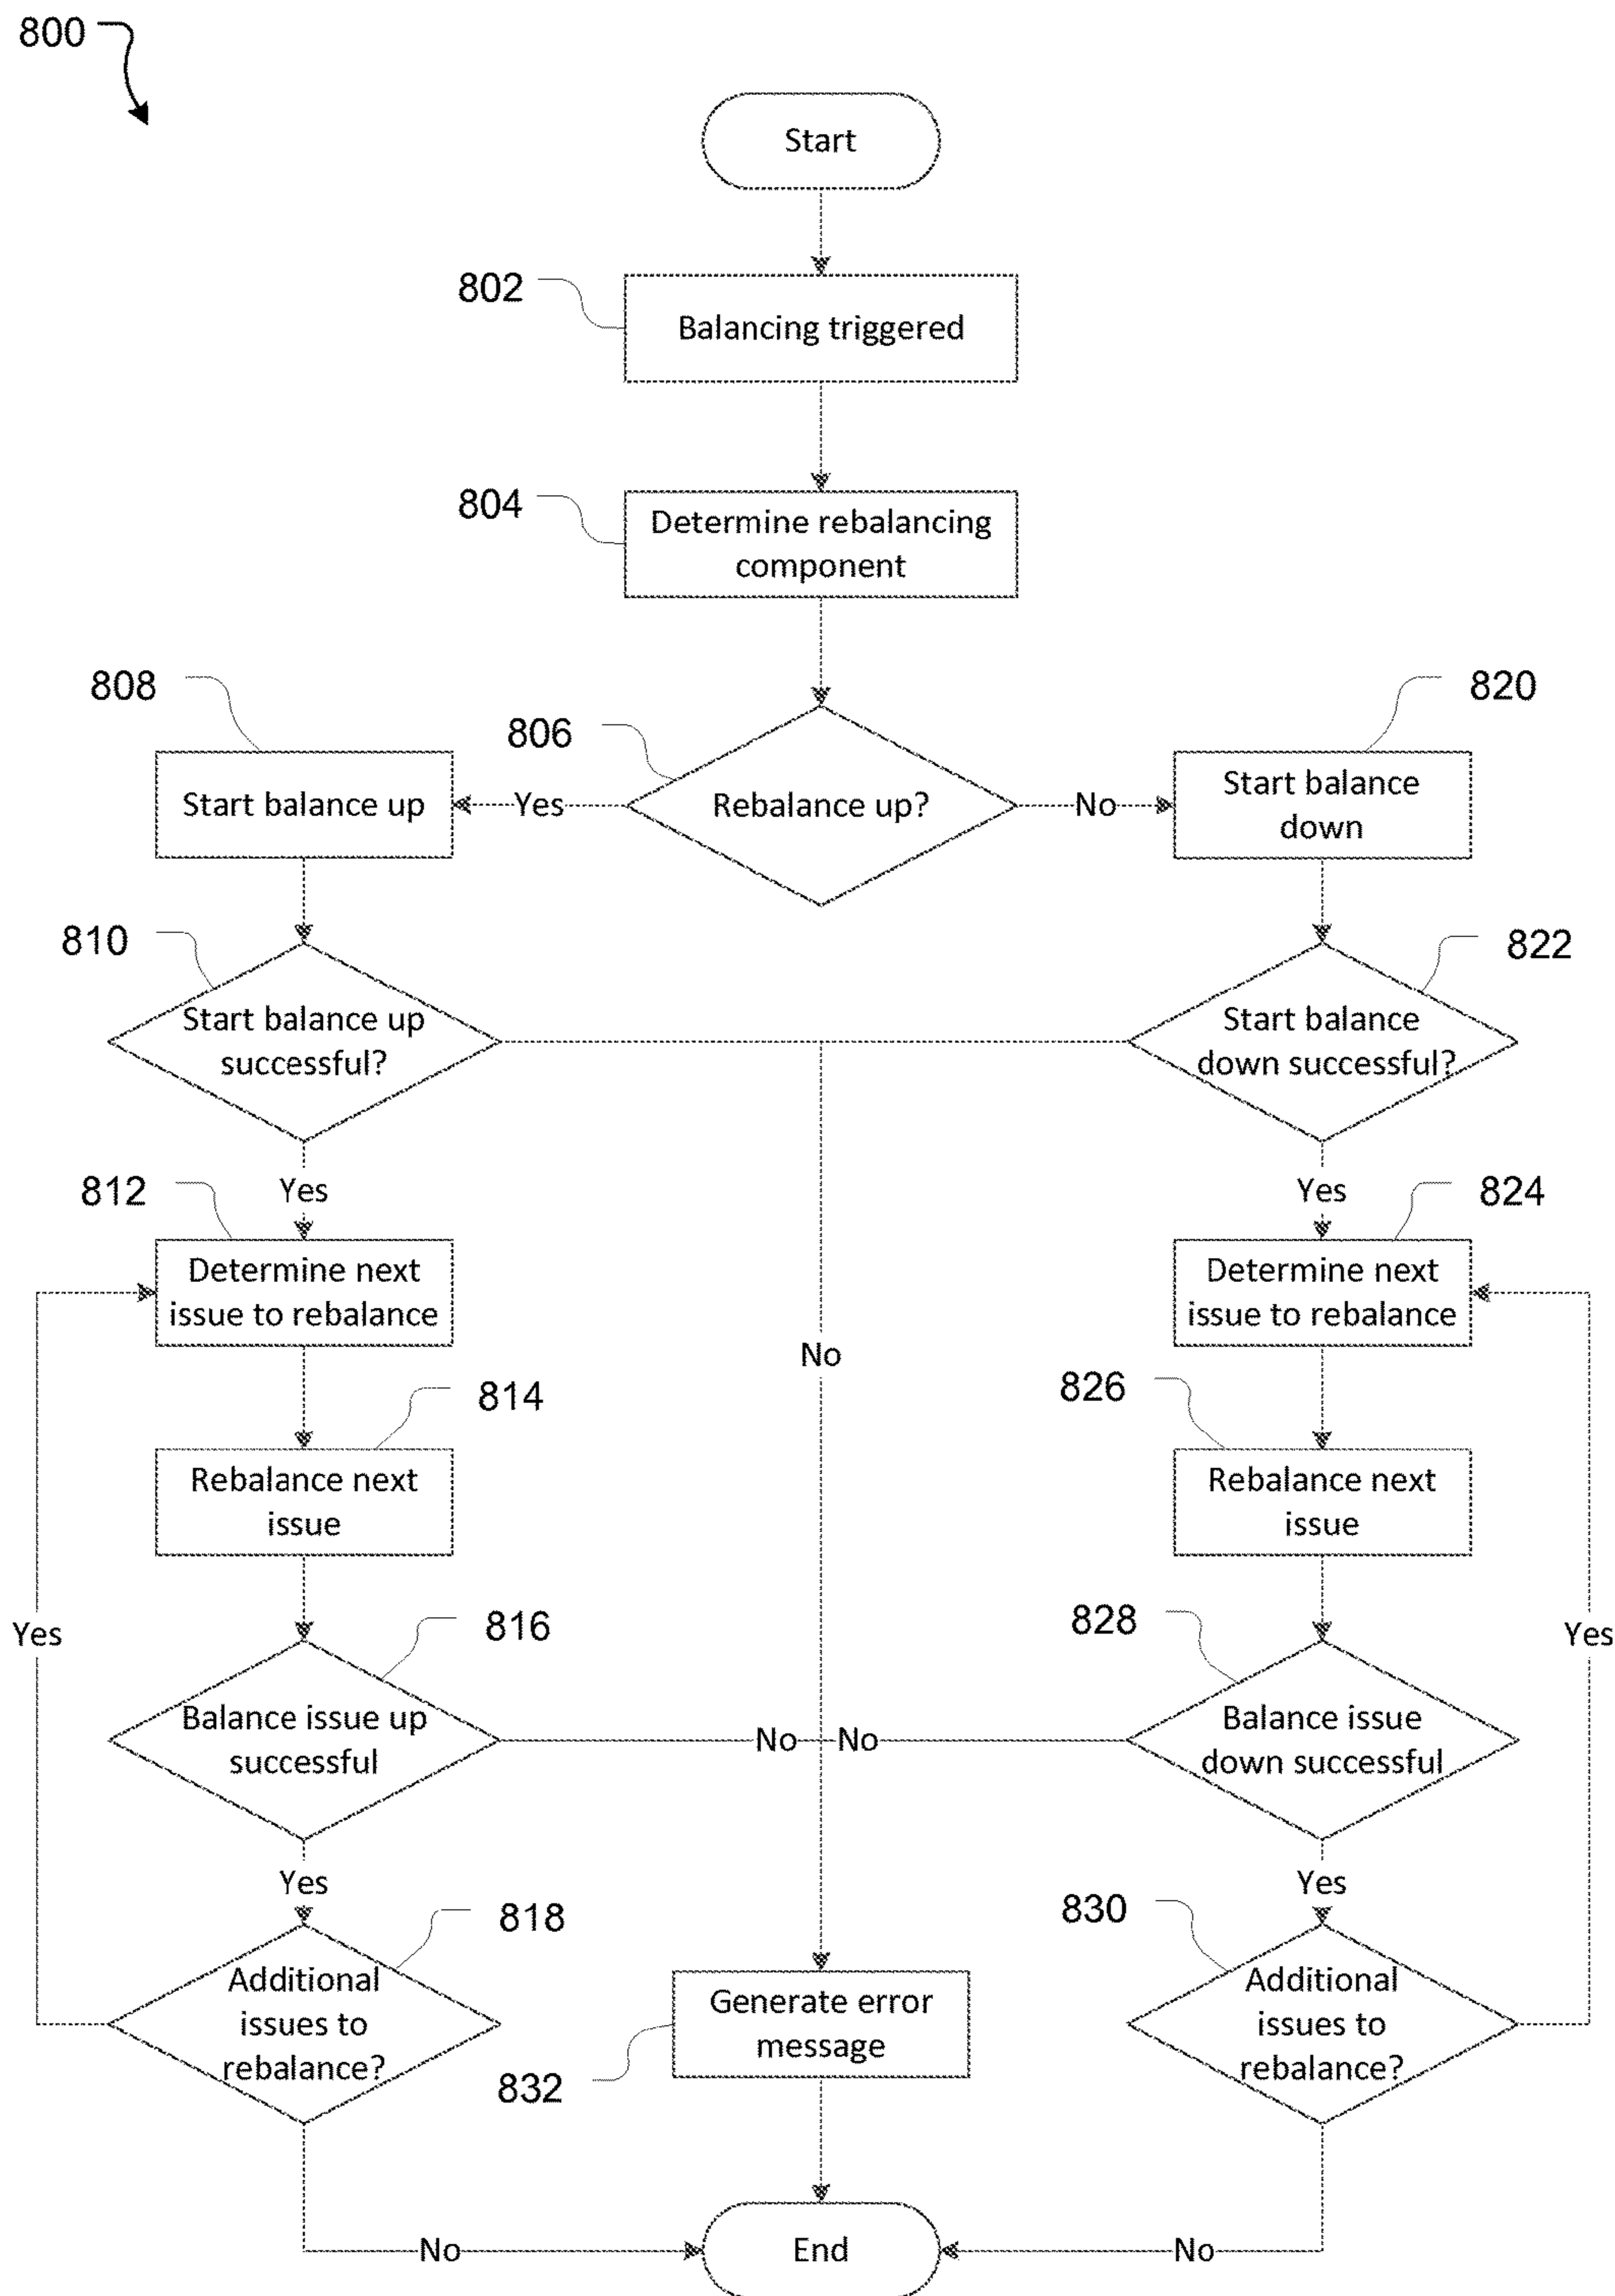 800
Start
802
Balancing triggered
804
Determine rebalancing
component
808
820
806
Start balance up
Yes
Rebalance up?
No
Start balance
down
810
822
Start balance up
successful?
Start balance
down successful?
Yes
Yes
812
824
Determine next
issue to rebalance
Determine next
issue to rebalance
No
814
826
Rebalance next
issue
Rebalance next
issue
816
828
Yes
Yes
Balance issue up
successful
No
No
Balance issue
down successful
Yes
Yes
818
830
Additional
issues to
rebalance?
Generate error
message
Additional
issues to
rebalance?
832
No
End
No